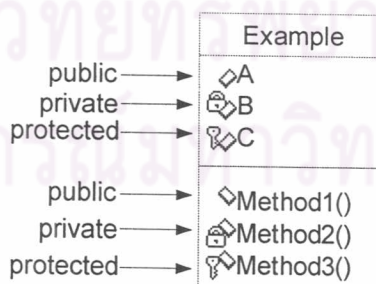 Example
public A
private B
protected C
public Method1()
private Method2()
protected Method3()